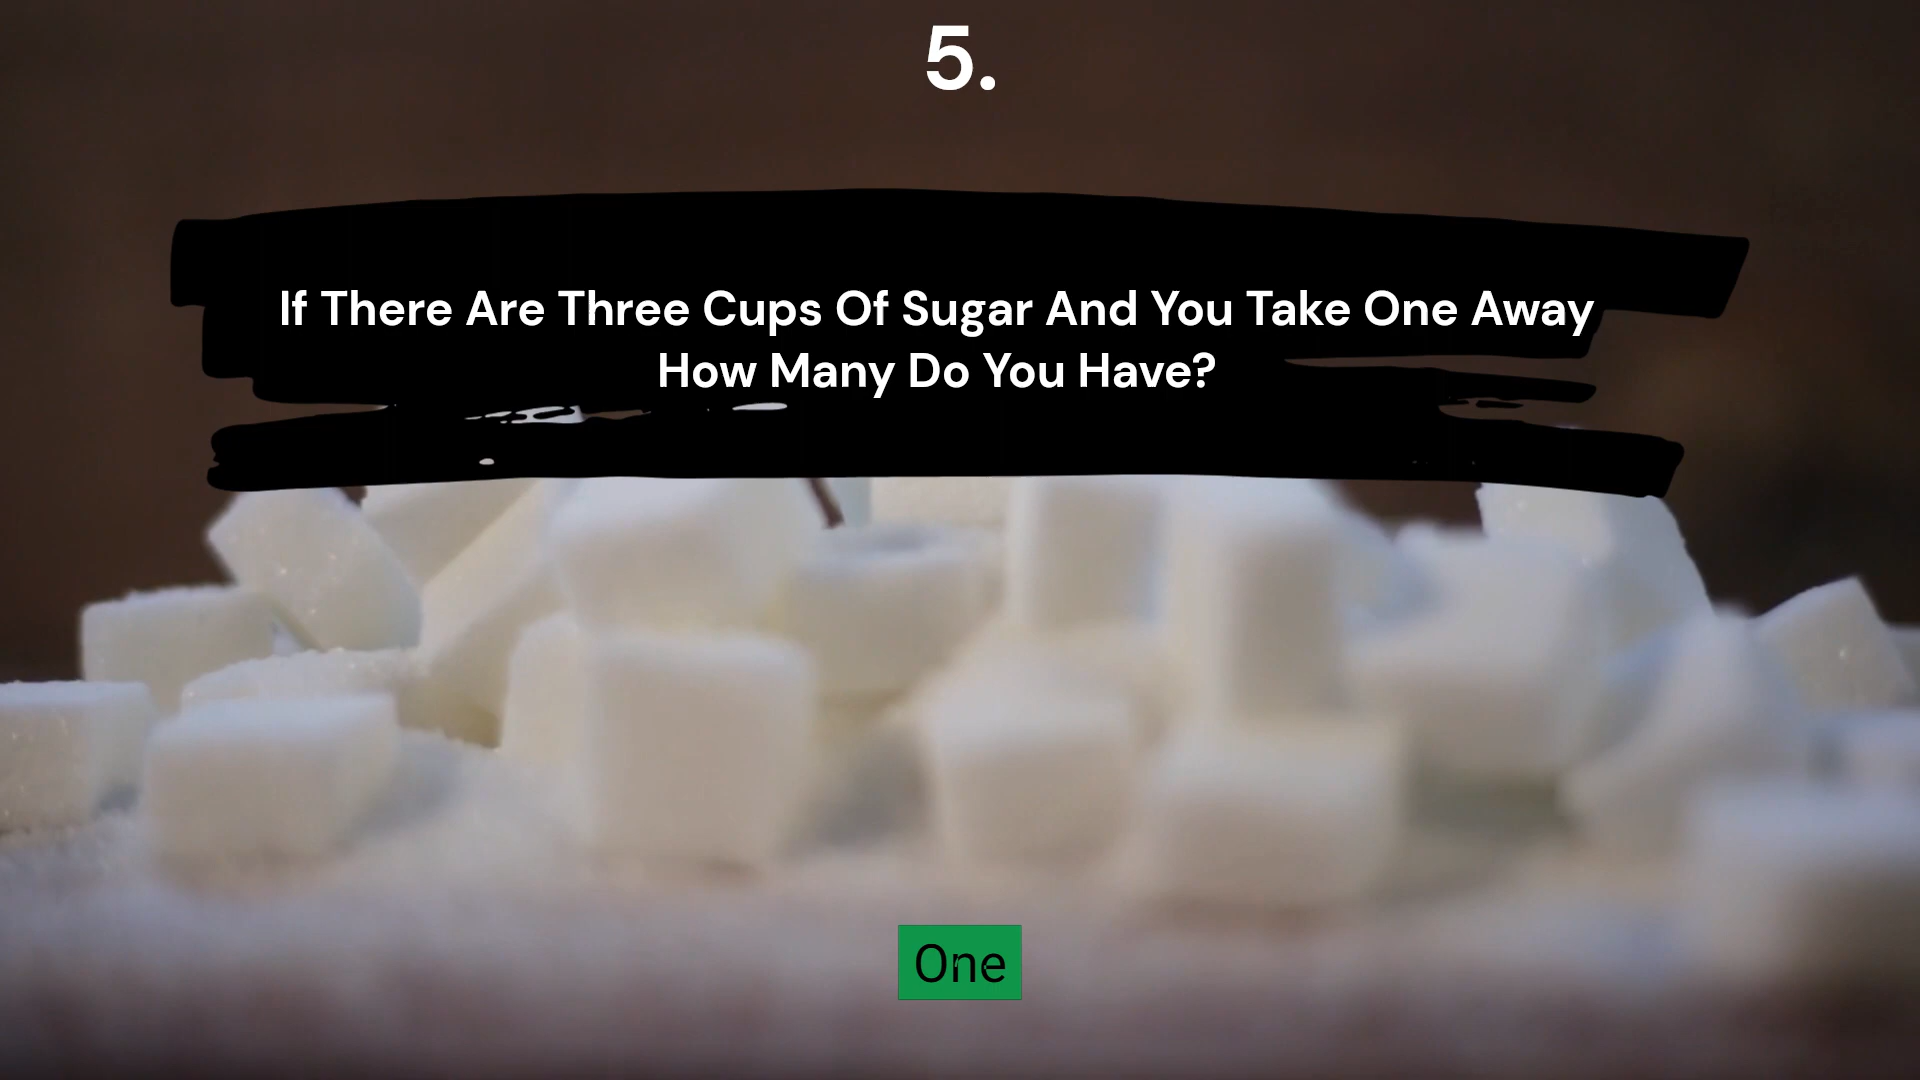 5.
If There Are Three Cups Of Sugar And You Take One Away
How Many Do You Have?
One